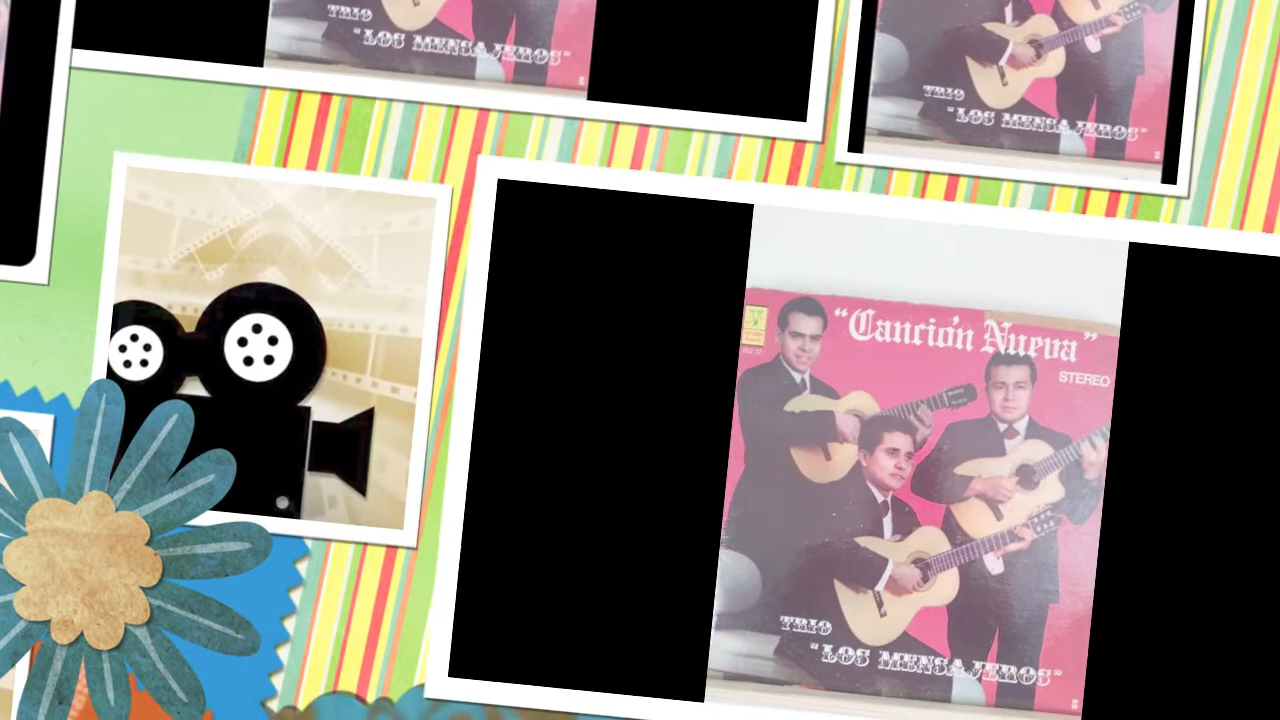 TRIO
"LOS MENSAJEROS"
TRIO
"LOS MENSAJEROS"
"Canción Nueva"
STEREO
TRIO
"LOS MENSAJEROS"